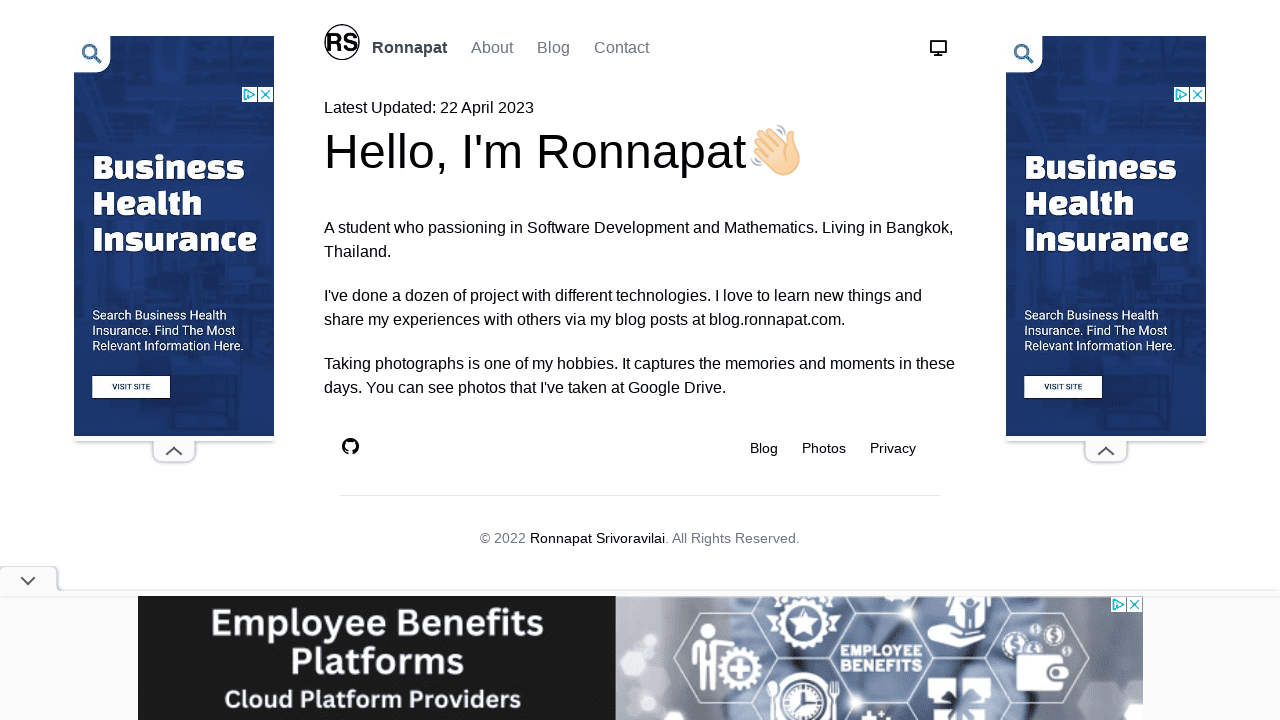 RS
Ronnapat About Blog Contact
Latest Updated: 22 April 2023
Hello, I'm Ronnapat
A student who passioning in Software Development and Mathematics. Living in Bangkok,
Thailand.
I've done a dozen of project with different technologies. I love to learn new things and
share my experiences with others via my blog posts at blog.ronnapat.com.
Taking photographs is one of my hobbies. It captures the memories and moments in these
days. You can see photos that I've taken at Google Drive.
Blog Photos Privacy
© 2022 Ronnapat Srivoravilai. All Rights Reserved.
Business
Health
Insurance
Search Business Health
Insurance. Find The Most
Relevant Information Here.
VISIT SITE
Business
Health
Insurance
Search Business Health
Insurance. Find The Most
Relevant Information Here.
VISIT SITE
Employee Benefits
Platforms
Cloud Platform Providers
EMPLOYEE
BENEFITS